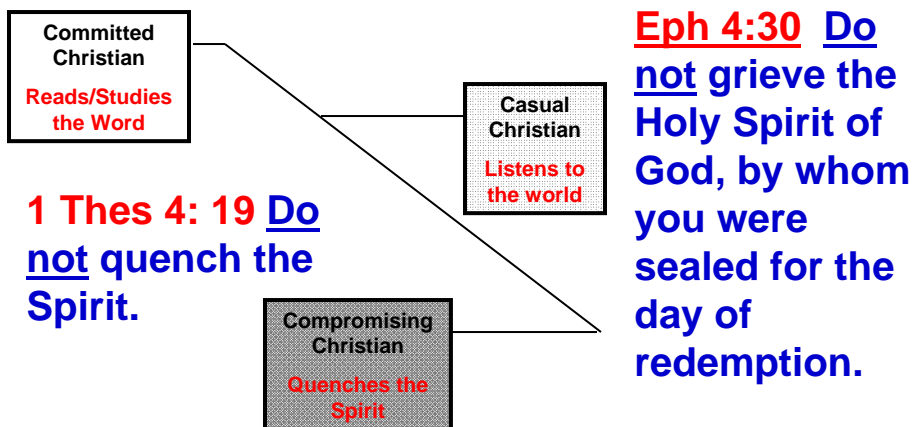 Committed
Christian
Reads/Studies
the Word
Casual
Christian
Listens to
the world
Eph 4:30 Do
not grieve the
Holy Spirit of
God, by whom
you were
sealed for the
day of
redemption.
1 Thes 4: 19 Do
not quench the
Spirit.
Compromising
Christian
Quenches the
Spirit